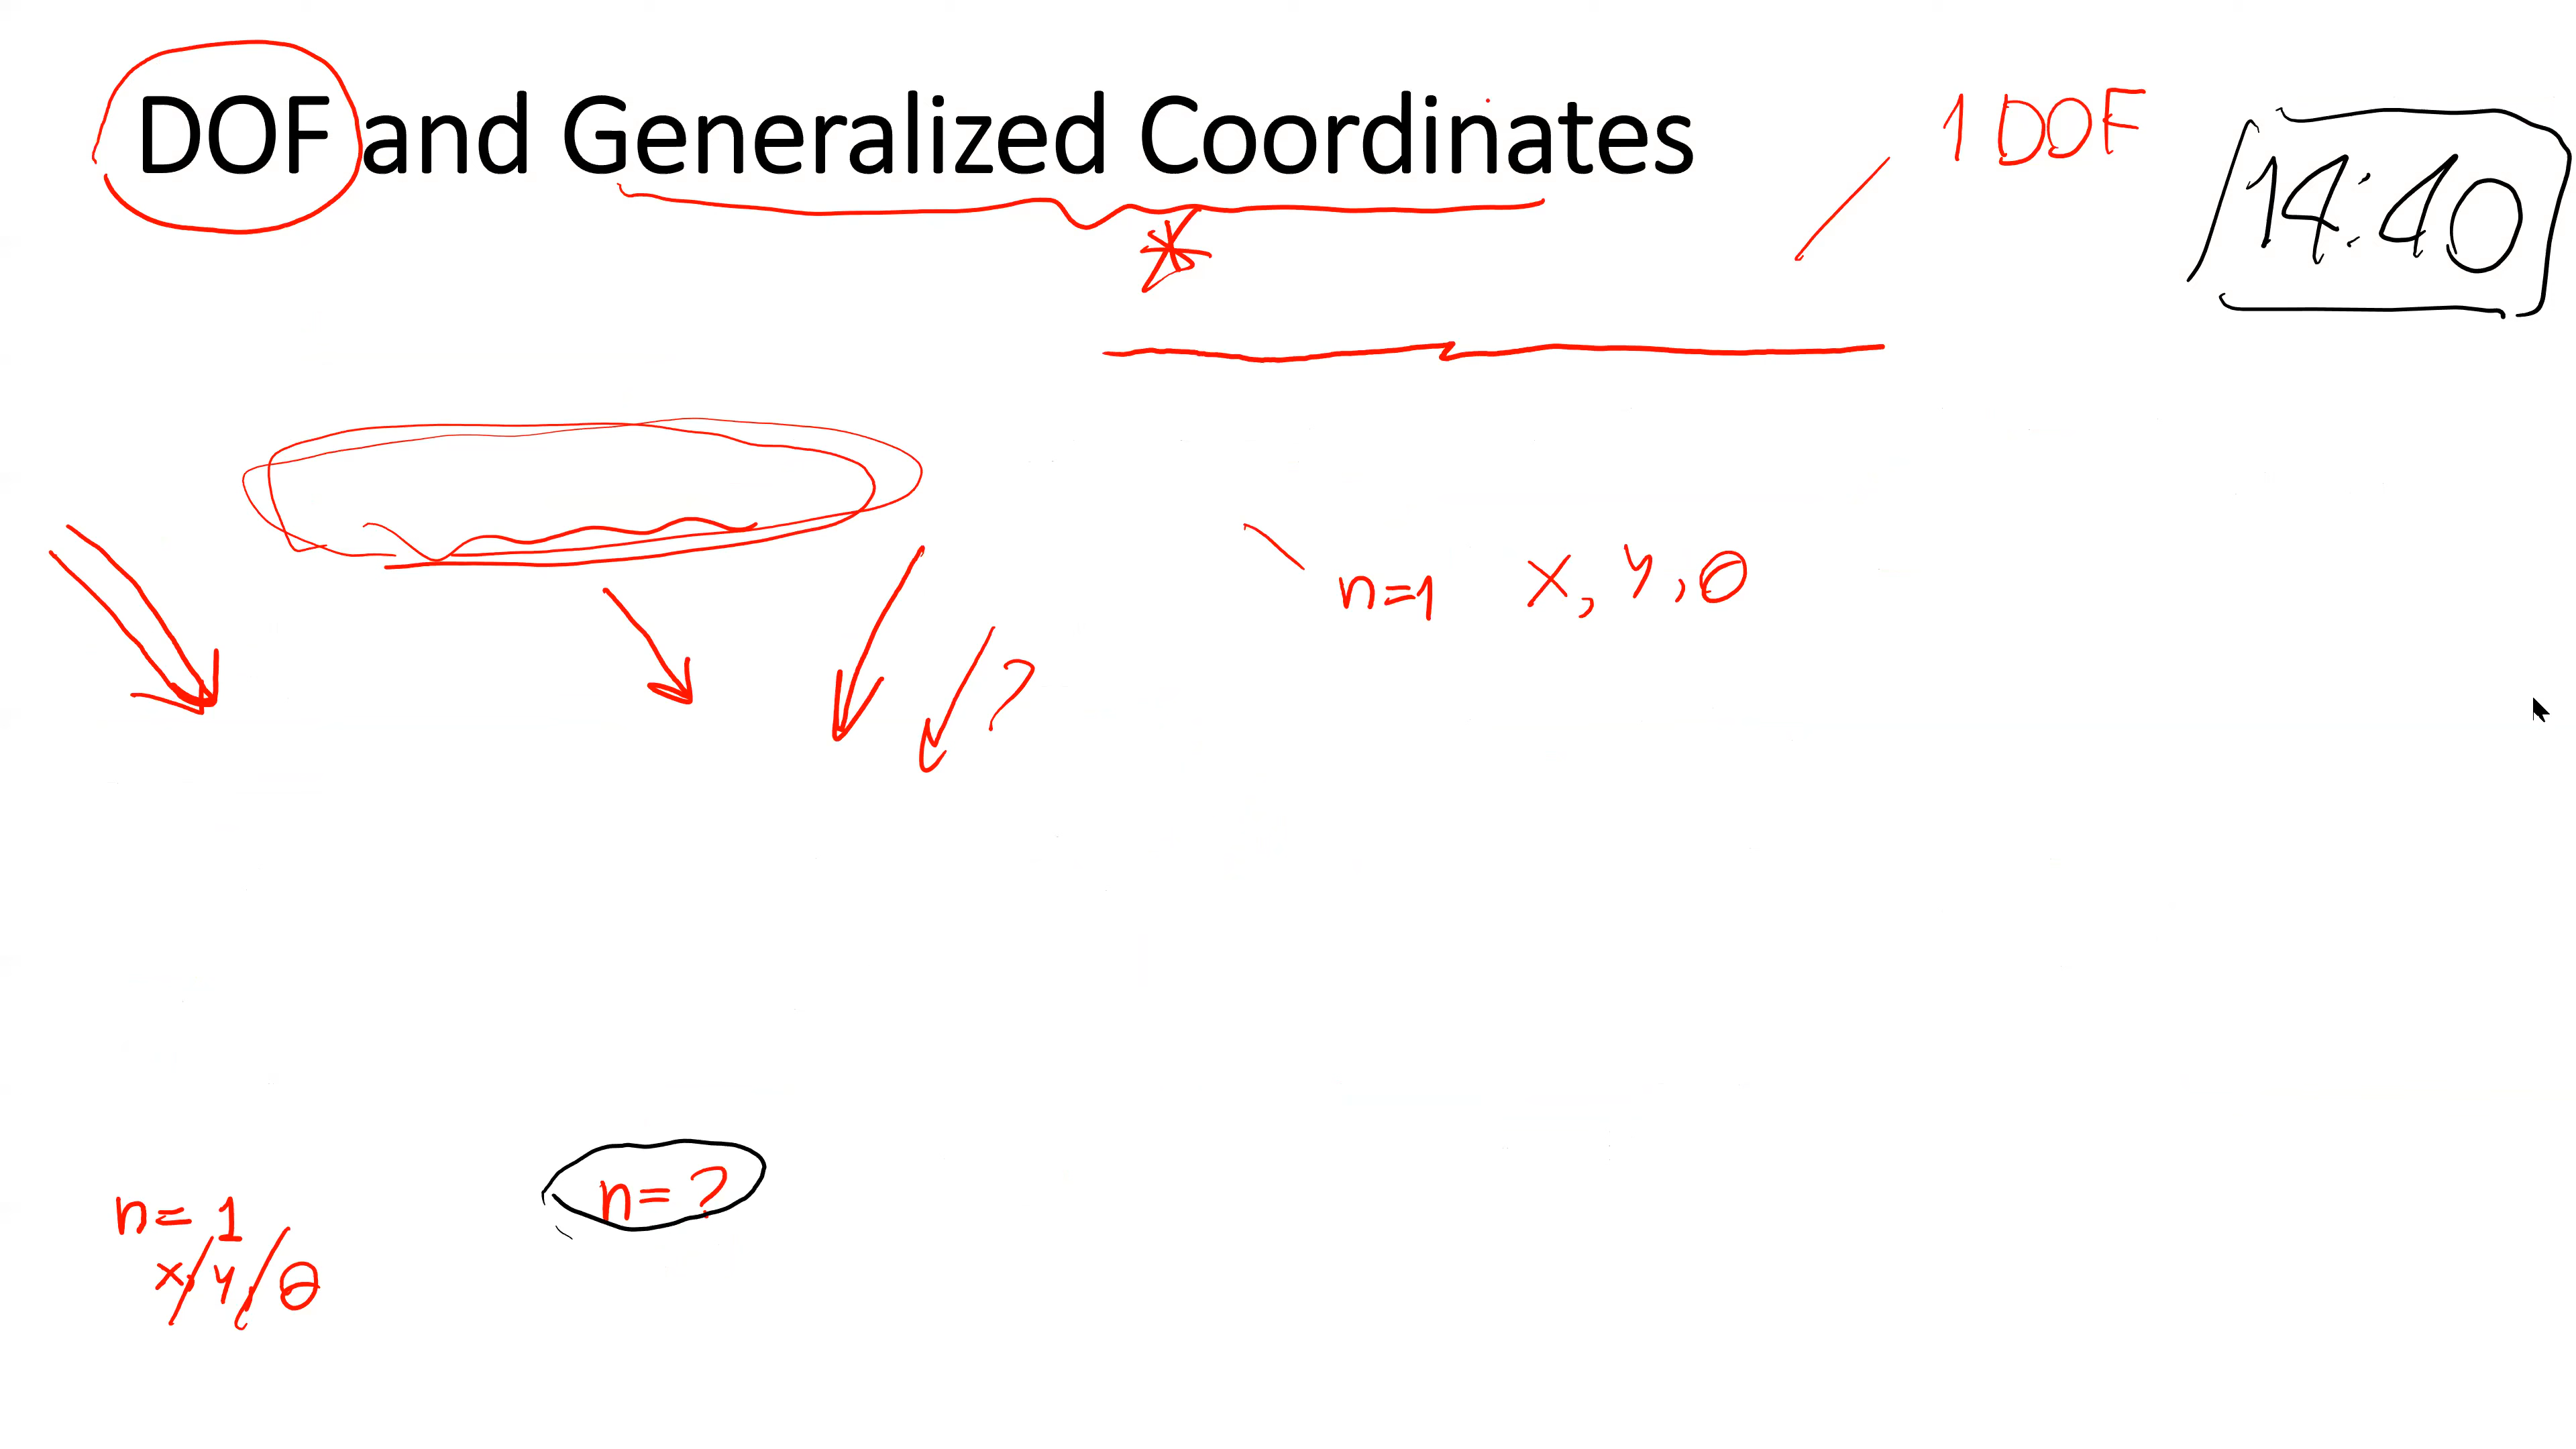 DOF and Generalized Coordinates
1 DOF
14:40
*
n=1 x, y, θ
?
n=?
n=1
x/y/θ